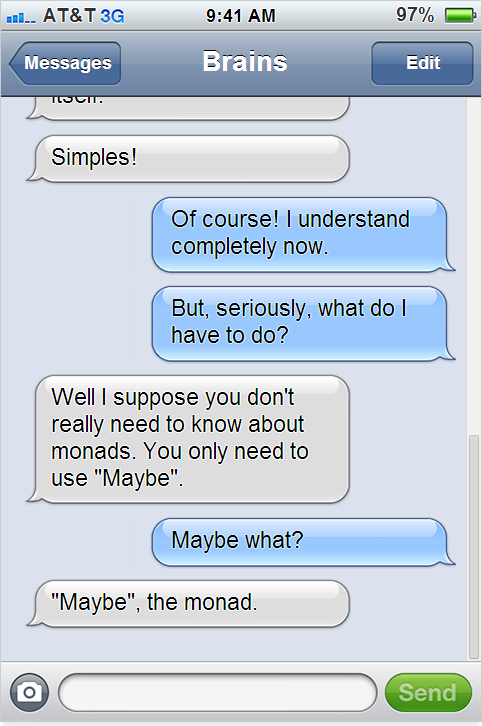 AT&T 3G 9:41 AM 97%
Messages Brains Edit
itself.
Simples!
Of course! I understand
completely now.
But, seriously, what do I
have to do?
Well I suppose you don't
really need to know about
monads. You only need to
use "Maybe".
Maybe what?
"Maybe", the monad.
Send